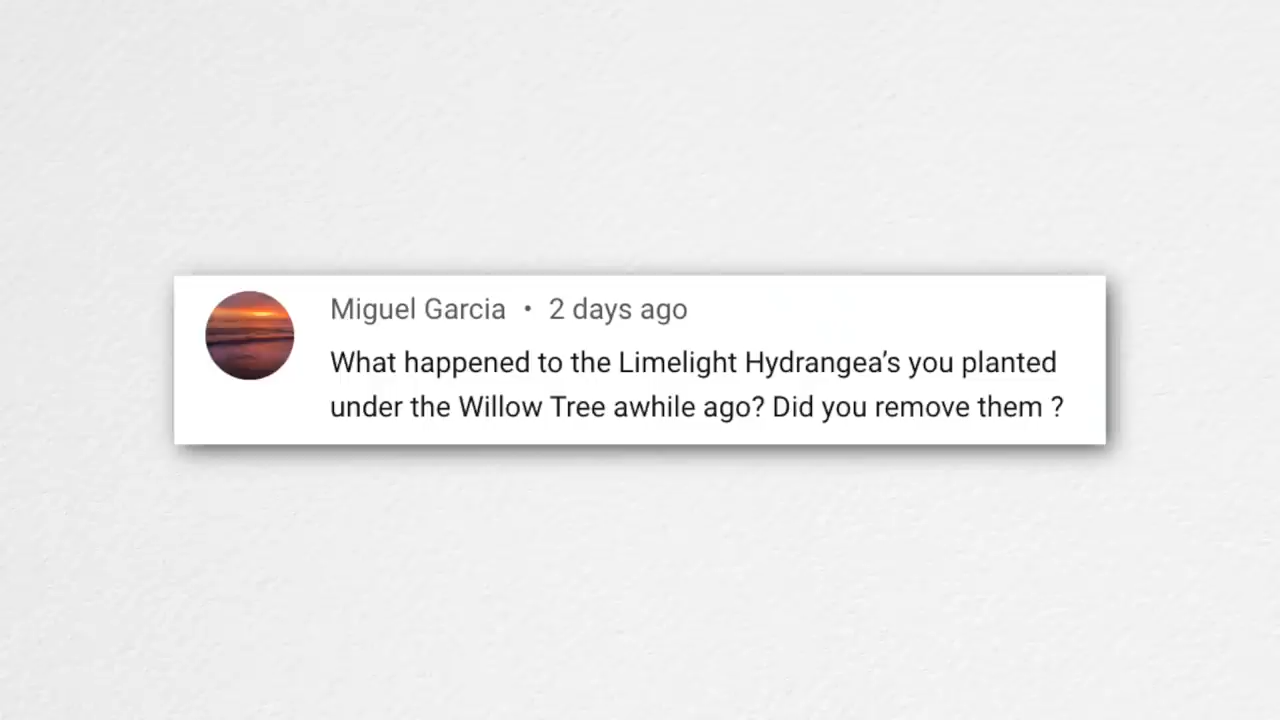 Miguel Garcia • 2 days ago
What happened to the Limelight Hydrangea’s you planted
under the Willow Tree awhile ago? Did you remove them ?